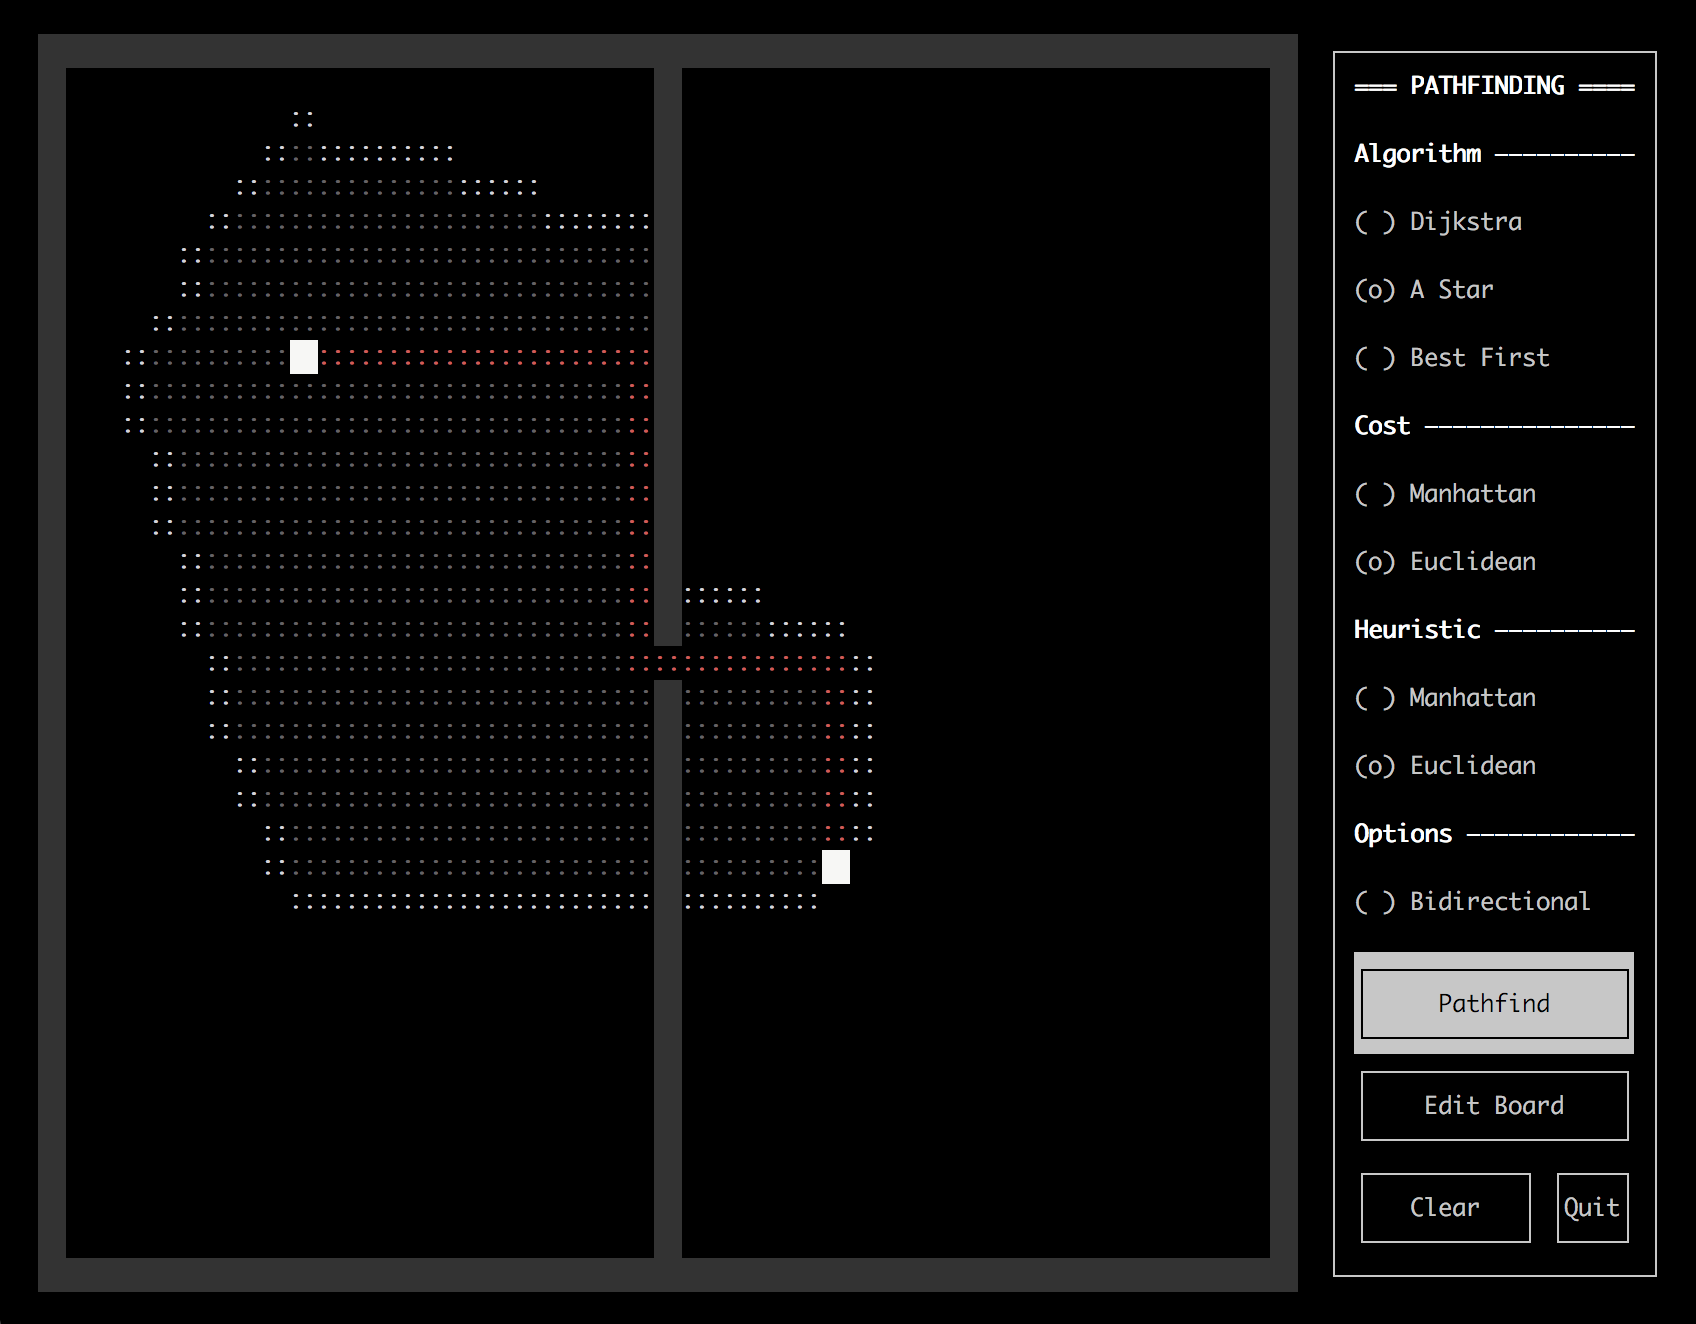 === PATHFINDING ====
Algorithm ----------
( ) Dijkstra
(o) A Star
( ) Best First
Cost ---------------
( ) Manhattan
(o) Euclidean
Heuristic ----------
( ) Manhattan
(o) Euclidean
Options ------------
( ) Bidirectional
Pathfind
Edit Board
Clear Quit